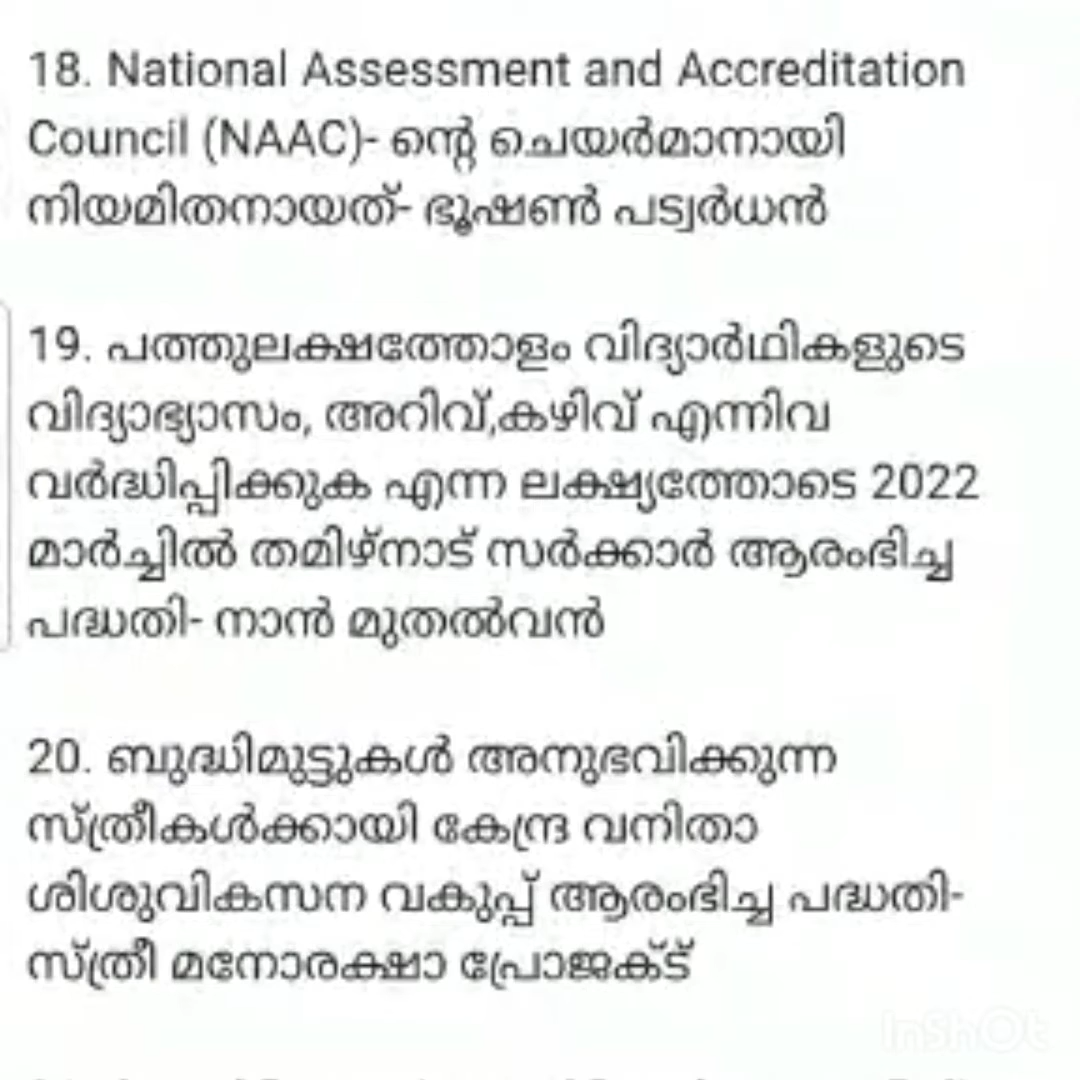 18. National Assessment and Accreditation
Council (NAAC)- ന്റെ ചെയർമാനായി
നിയമിതനായത്- ഭൂഷൺ പട്വർധൻ
19. പത്തുലക്ഷത്തോളം വിദ്യാർഥികളുടെ
വിദ്യാഭ്യാസം, അറിവ്,കഴിവ് എന്നിവ
വർദ്ധിപ്പിക്കുക എന്ന ലക്ഷ്യത്തോടെ 2022
മാർച്ചിൽ തമിഴ്നാട് സർക്കാർ ആരംഭിച്ച
പദ്ധതി- നാൻ മുതൽവൻ
20. ബുദ്ധിമുട്ടുകൾ അനുഭവിക്കുന്ന
സ്ത്രീകൾക്കായി കേന്ദ്ര വനിതാ
ശിശുവികസന വകുപ്പ് ആരംഭിച്ച പദ്ധതി-
സ്ത്രീ മനോരക്ഷാ പ്രോജക്ട്
InShOt